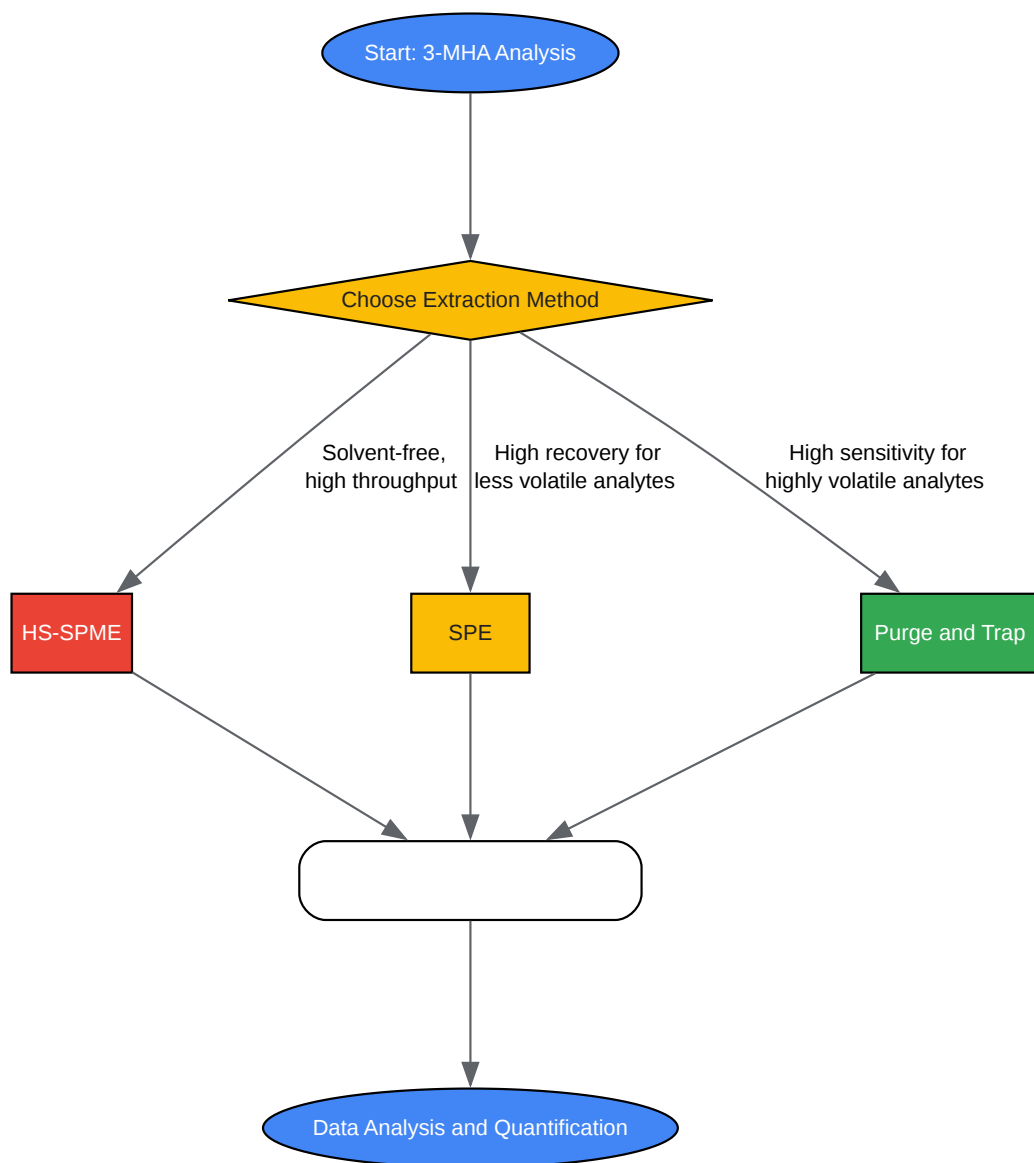 Start: 3-MHA Analysis
Choose Extraction Method
Solvent-free,
high throughput
High recovery for
less volatile analytes
High sensitivity for
highly volatile analytes
HS-SPME
SPE
Purge and Trap
Data Analysis and Quantification